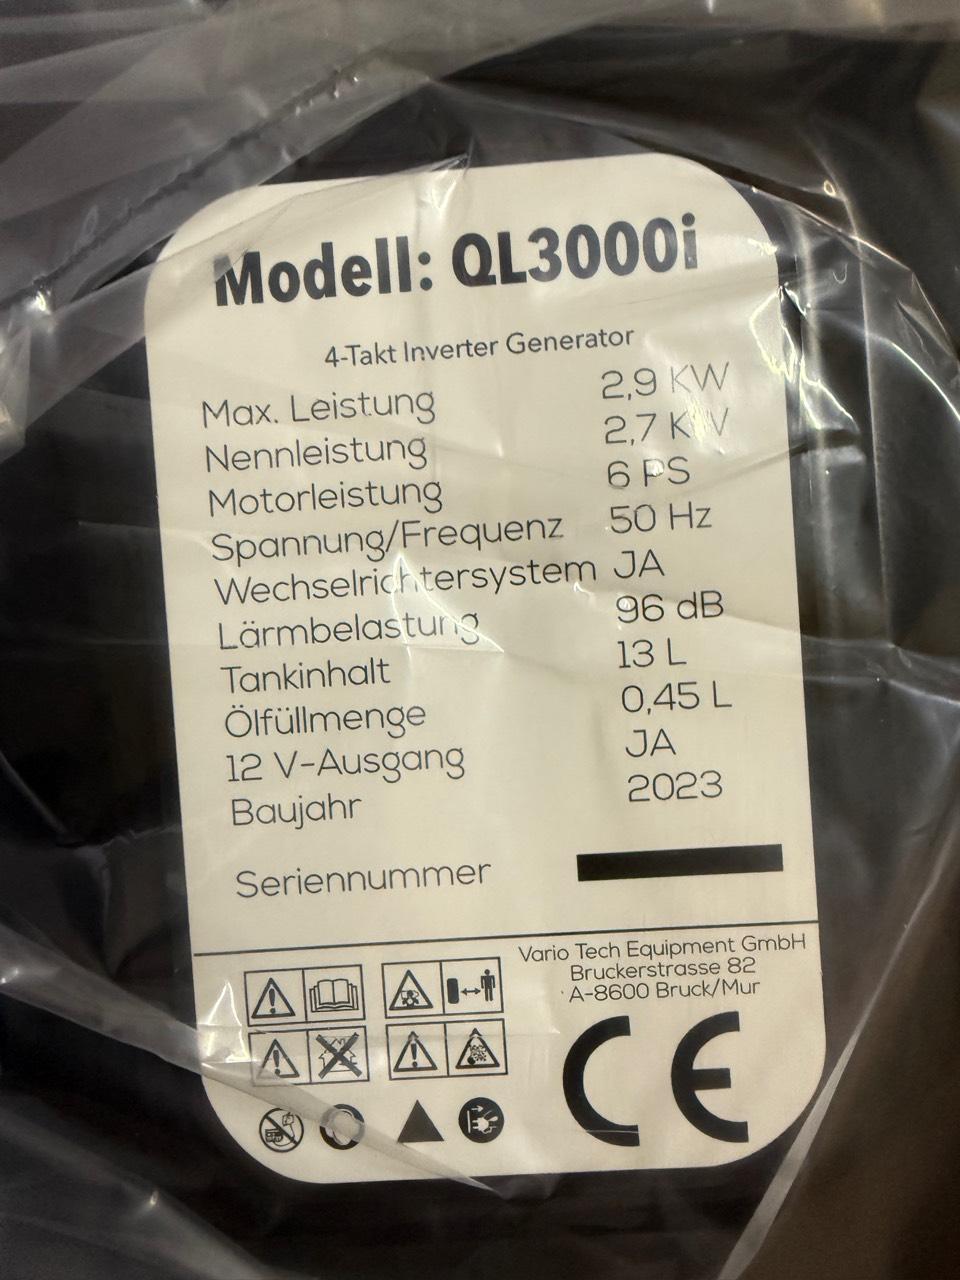 Modell: QL3000i
4-Takt Inverter Generator
Max. Leistung 2,9 KW
Nennleistung 2,7 KW
Motorleistung 6 PS
Spannung/Frequenz 50 Hz
Wechselrichtersystem JA
Lärmbelastung 96 dB
Tankinhalt 13 L
Ölfüllmenge 0,45 L
12 V-Ausgang JA
Baujahr 2023
Seriennummer
Vario Tech Equipment GmbH
Bruckerstrasse 82
A-8600 Bruck/Mur
CE